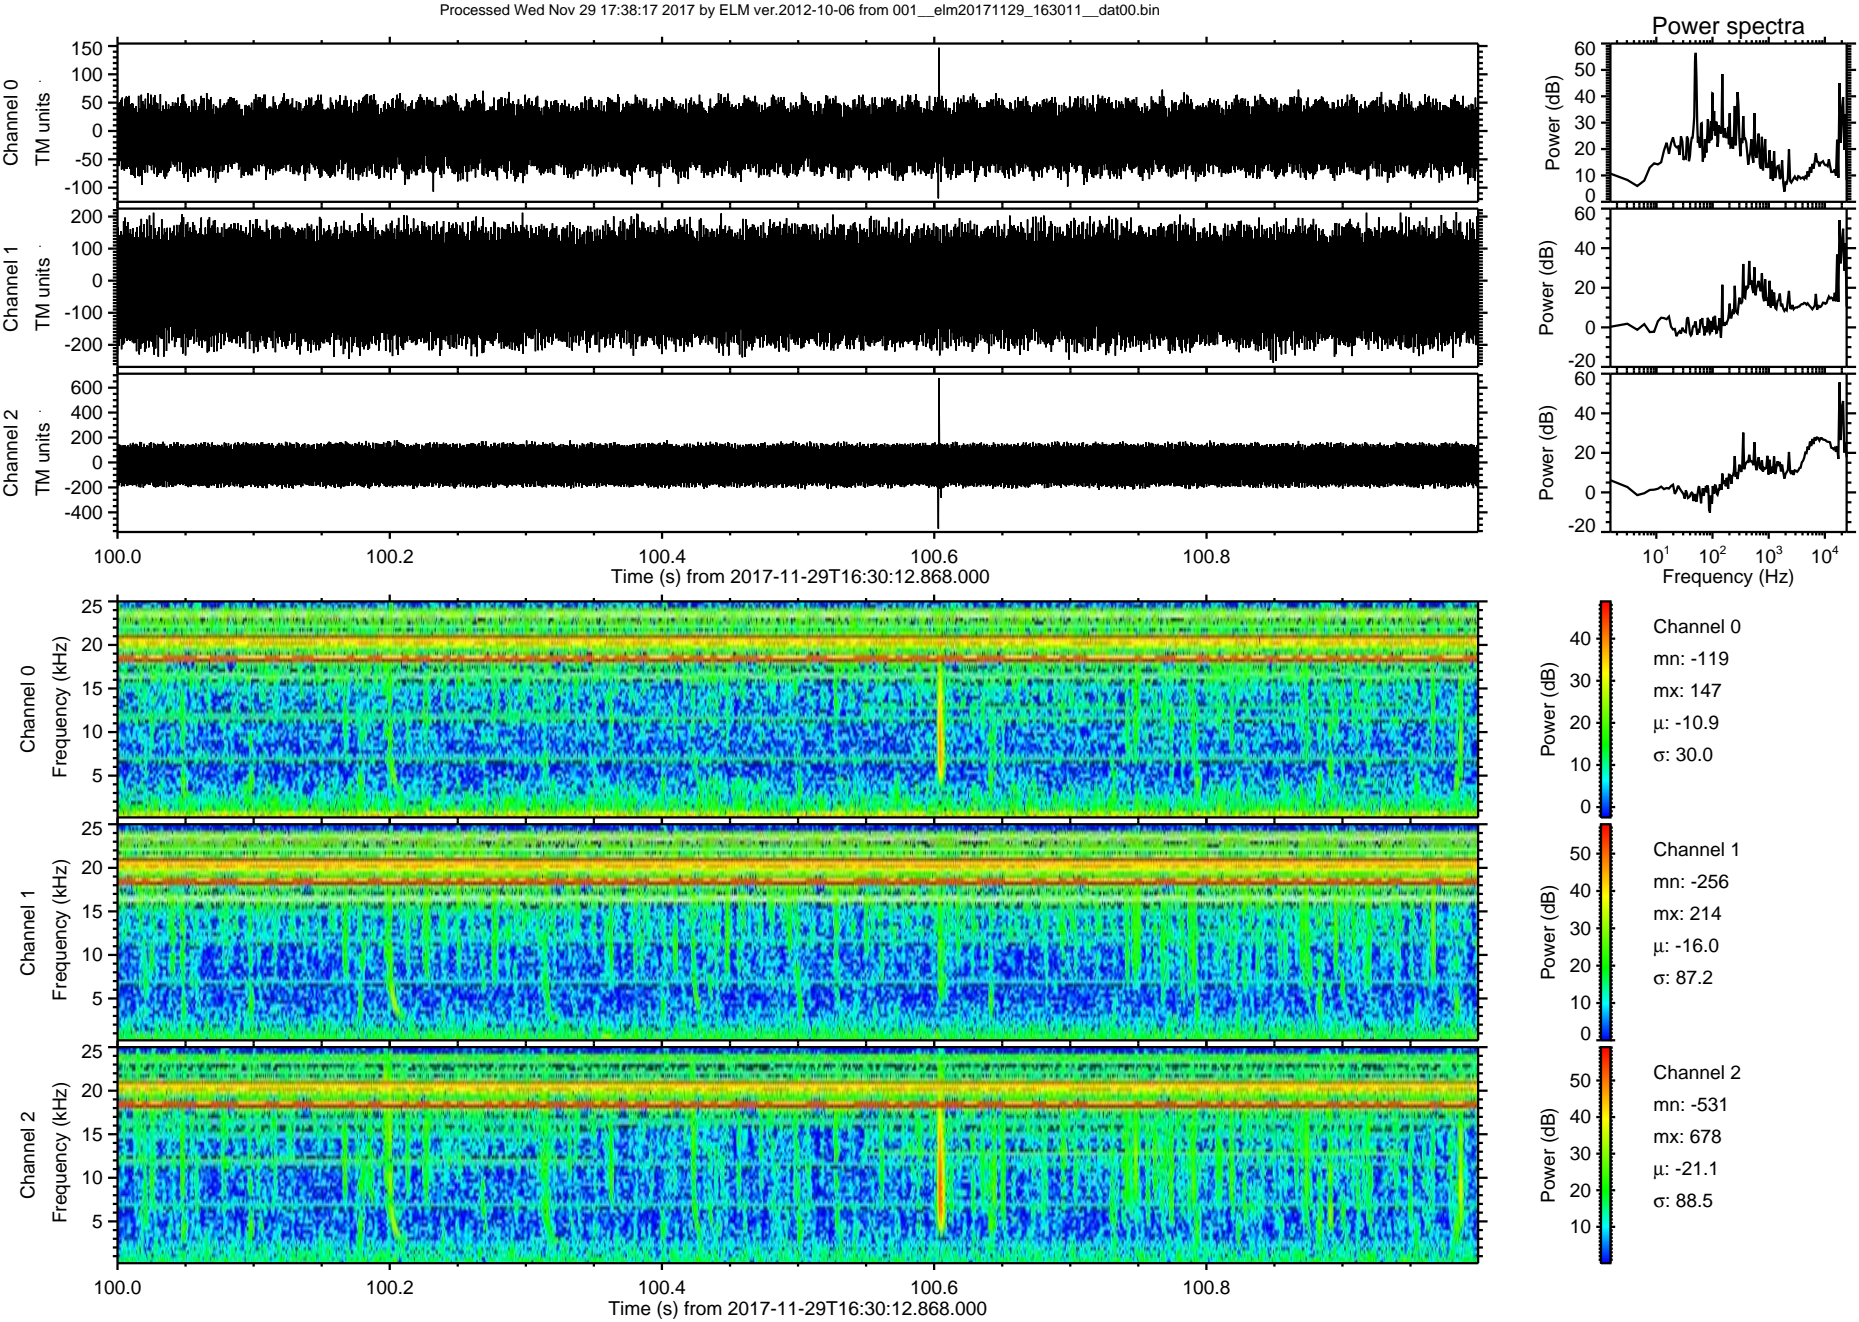 Processed Wed Nov 29 17:38:17 2017 by ELM ver.2012-10-06 from 001__elm20171129_163011__dat00.bin
Power spectra
Channel 0
TM units
150
100
50
0
-50
-100
Power (dB)
60
50
40
30
20
10
0
Channel 1
TM units
200
100
0
-100
-200
Power (dB)
60
40
20
0
-20
Channel 2
TM units
600
400
200
0
-200
-400
Power (dB)
60
40
20
0
-20
100.0 100.2 100.4 100.6 100.8
Time (s) from 2017-11-29T16:30:12.868.000
10¹ 10² 10³ 10⁴
Frequency (Hz)
Channel 0
Frequency (kHz)
25
20
15
10
5
Power (dB)
40
30
20
10
0
Channel 0
mn: -119
mx: 147
μ: -10.9
σ: 30.0
Channel 1
Frequency (kHz)
25
20
15
10
5
Power (dB)
50
40
30
20
10
0
Channel 1
mn: -256
mx: 214
μ: -16.0
σ: 87.2
Channel 2
Frequency (kHz)
25
20
15
10
5
Power (dB)
50
40
30
20
10
Channel 2
mn: -531
mx: 678
μ: -21.1
σ: 88.5
100.0 100.2 100.4 100.6 100.8
Time (s) from 2017-11-29T16:30:12.868.000